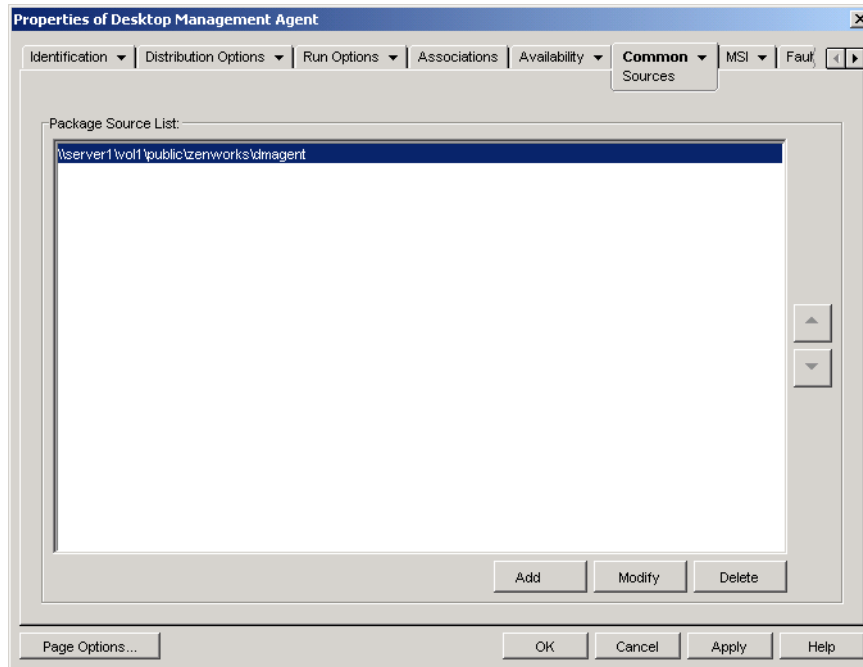 Properties of Desktop Management Agent
Identification Distribution Options Run Options Associations Availability Common MSI Faul
Sources
Package Source List:
\\server1\vol1\public\zenworks\dmagent
Add Modify Delete
Page Options... OK Cancel Apply Help